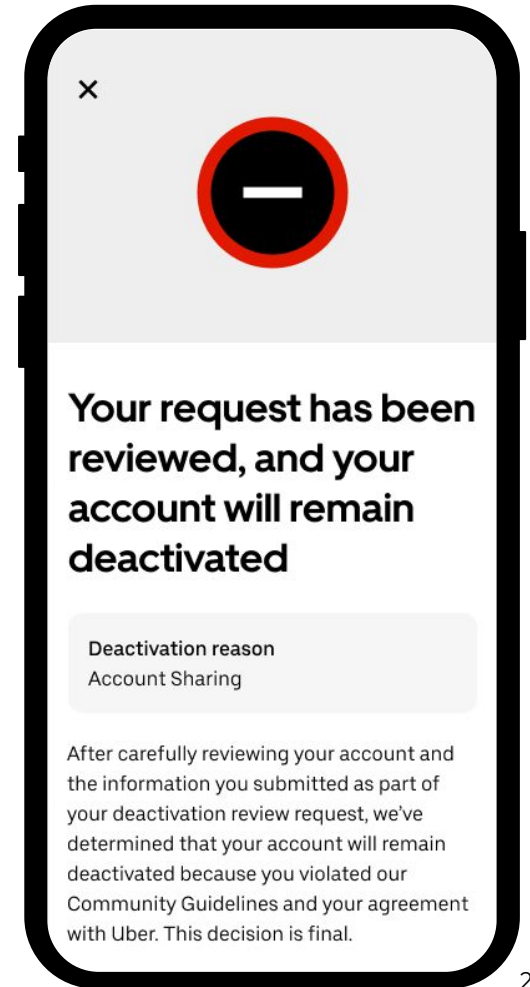 Your request has been
reviewed, and your
account will remain
deactivated
Deactivation reason
Account Sharing
After carefully reviewing your account and
the information you submitted as part of
your deactivation review request, we’ve
determined that your account will remain
deactivated because you violated our
Community Guidelines and your agreement
with Uber. This decision is final.